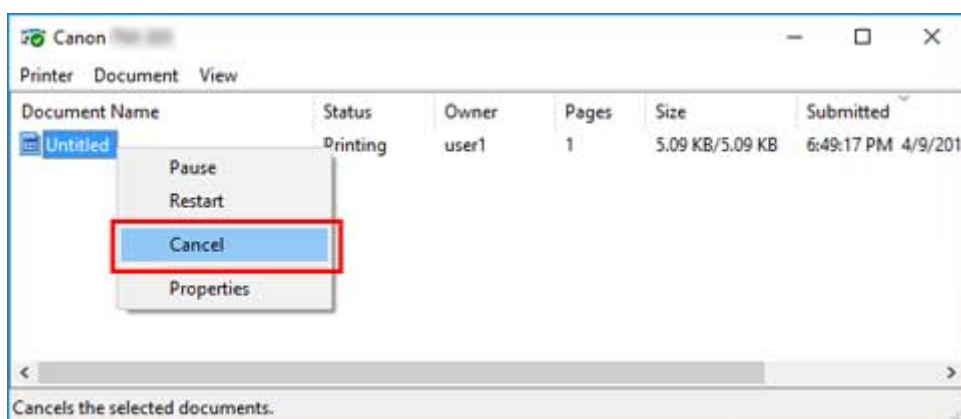 Canon
Printer Document View
Document Name Status Owner Pages Size Submitted
Untitled Printing user1 1 5.09 KB/5.09 KB 6:49:17 PM 4/9/201
Pause
Restart
Cancel
Properties
Cancels the selected documents.